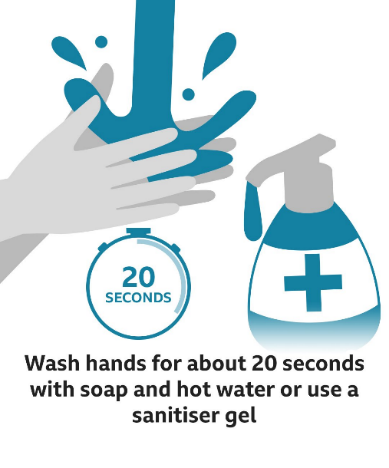 20
SECONDS
Wash hands for about 20 seconds
with soap and hot water or use a
sanitiser gel